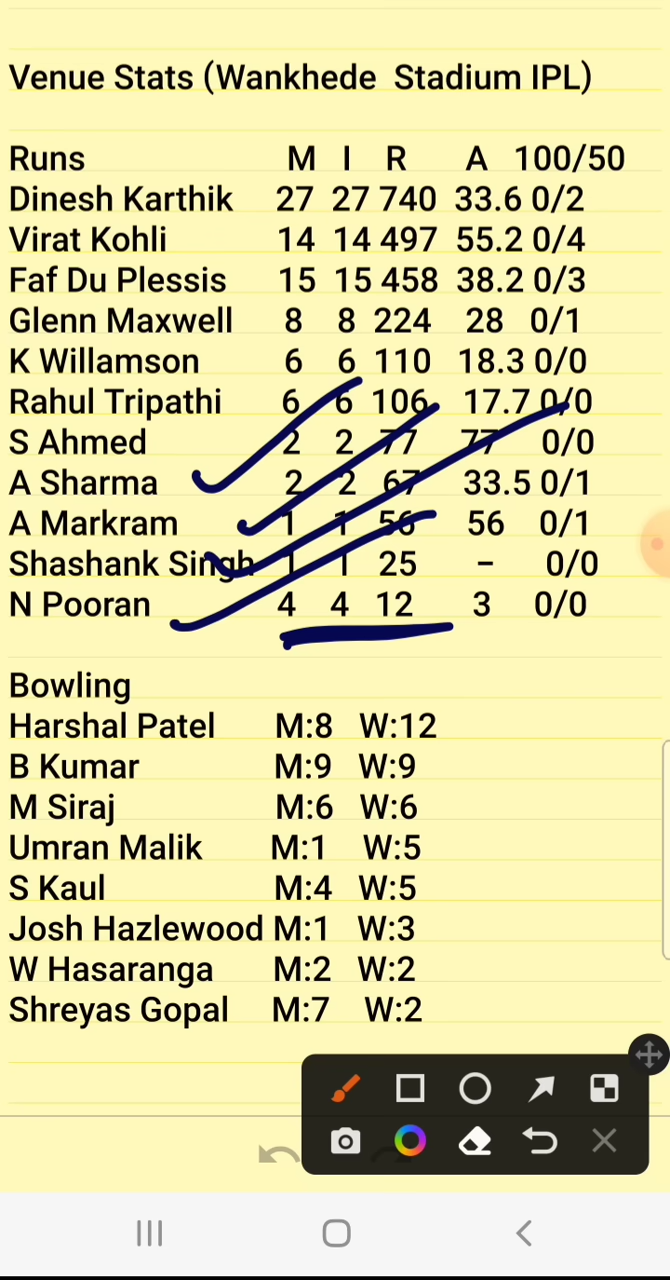 Venue Stats (Wankhede Stadium IPL)
Runs M I R A 100/50
Dinesh Karthik 27 27 740 33.6 0/2
Virat Kohli 14 14 497 55.2 0/4
Faf Du Plessis 15 15 458 38.2 0/3
Glenn Maxwell 8 8 224 28 0/1
K Willamson 6 6 110 18.3 0/0
Rahul Tripathi 6 6 106 17.7 0/0
S Ahmed 2 2 77 77 0/0
A Sharma 2 2 67 33.5 0/1
A Markram 1 1 56 56 0/1
Shashank Singh 1 1 25 - 0/0
N Pooran 4 4 12 3 0/0
Bowling
Harshal Patel M:8 W:12
B Kumar M:9 W:9
M Siraj M:6 W:6
Umran Malik M:1 W:5
S Kaul M:4 W:5
Josh Hazlewood M:1 W:3
W Hasaranga M:2 W:2
Shreyas Gopal M:7 W:2